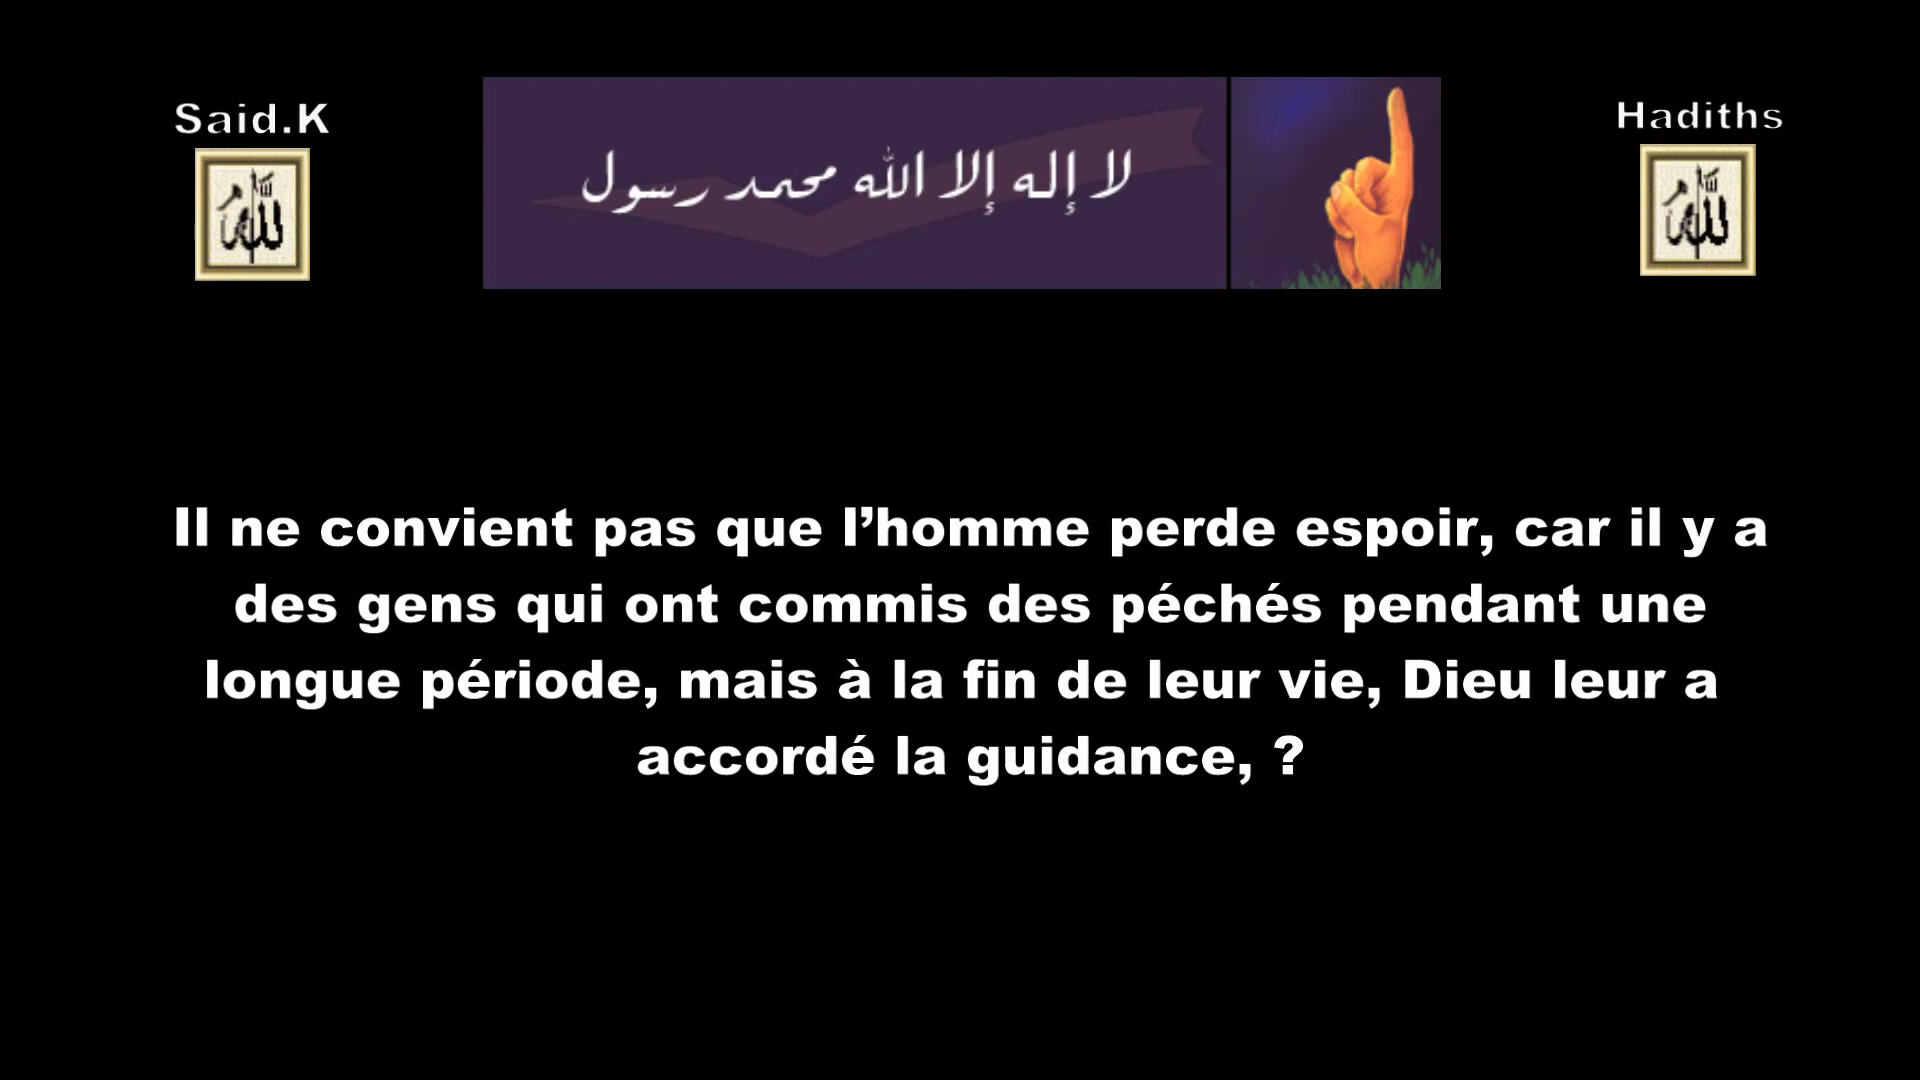 Said.K
Hadiths
لا إله إلا الله محمد رسول
الله
الله
Il ne convient pas que l’homme perde espoir, car il y a
des gens qui ont commis des péchés pendant une
longue période, mais à la fin de leur vie, Dieu leur a
accordé la guidance, ?